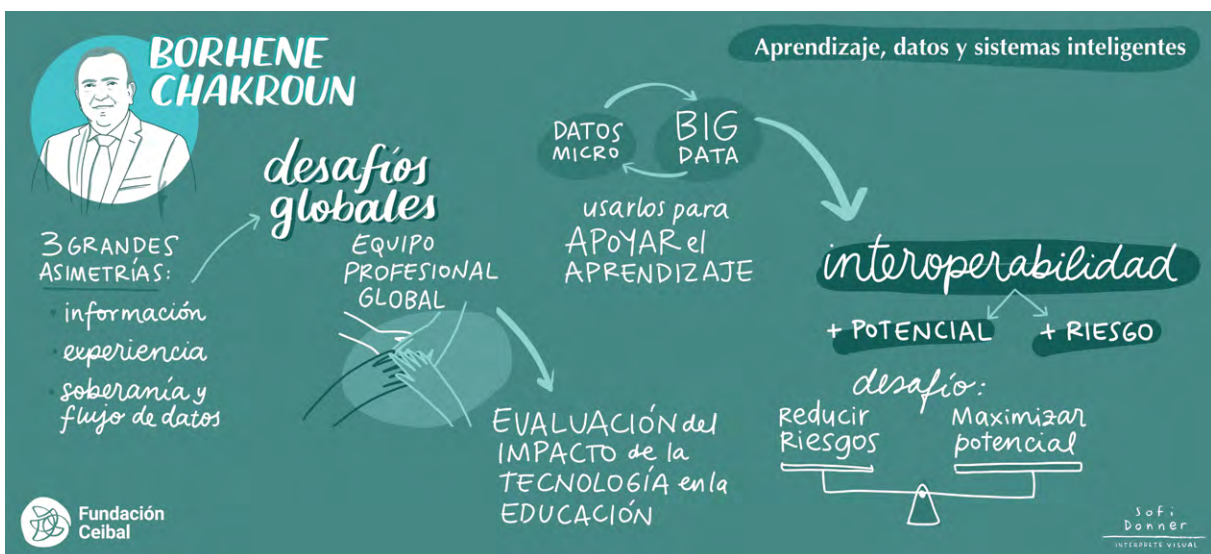 BORHENE
CHAKROUN
Aprendizaje, datos y sistemas inteligentes
desafíos
globales
3 GRANDES
ASIMETRÍAS:
• información
• experiencia
• soberanía y
flujo de datos
EQUIPO
PROFESIONAL
GLOBAL
EVALUACIÓN del
IMPACTO de la
TECNOLOGÍA en la
EDUCACIÓN
DATOS
MICRO
BIG
DATA
usarlos para
APOYAR el
APRENDIZAJE
interoperabilidad
+ POTENCIAL
+ RIESGO
desafío:
Reducir
Riesgos
Maximizar
potencial
Fundación
Ceibal
Sofi
Donner
INTÉRPRETE VISUAL